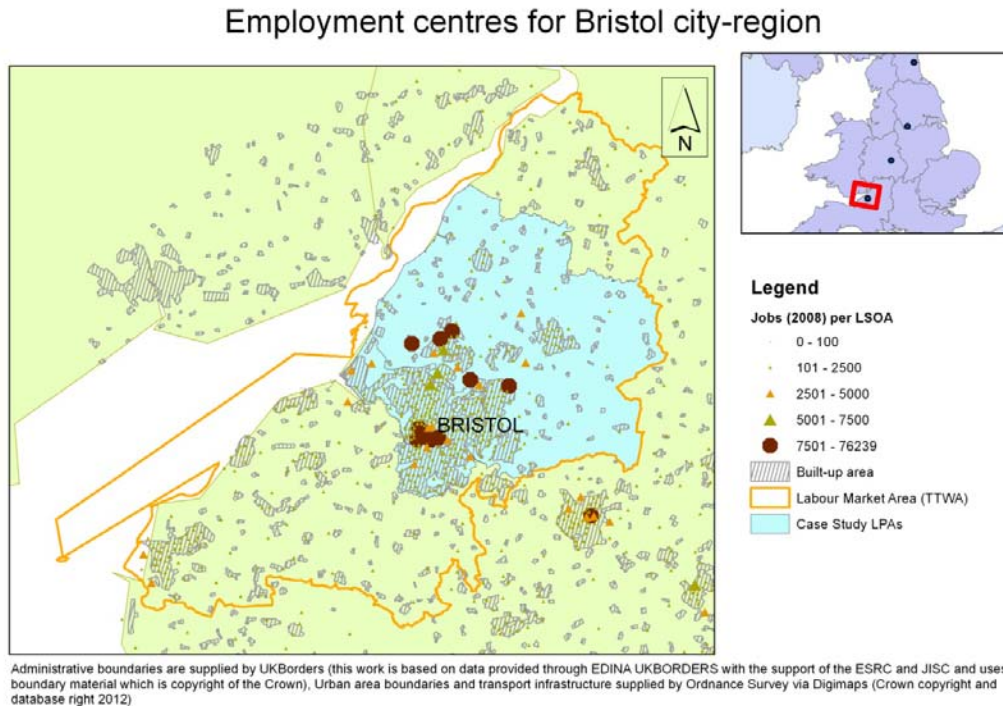 Employment centres for Bristol city-region
N
BRISTOL
Legend
Jobs (2008) per LSOA
0 - 100
101 - 2500
2501 - 5000
5001 - 7500
7501 - 76239
Built-up area
Labour Market Area (TTWA)
Case Study LPAs
Administrative boundaries are supplied by UKBorders (this work is based on data provided through EDINA UKBORDERS with the support of the ESRC and JISC and uses
boundary material which is copyright of the Crown), Urban area boundaries and transport infrastructure supplied by Ordnance Survey via Digimaps (Crown copyright and
database right 2012)